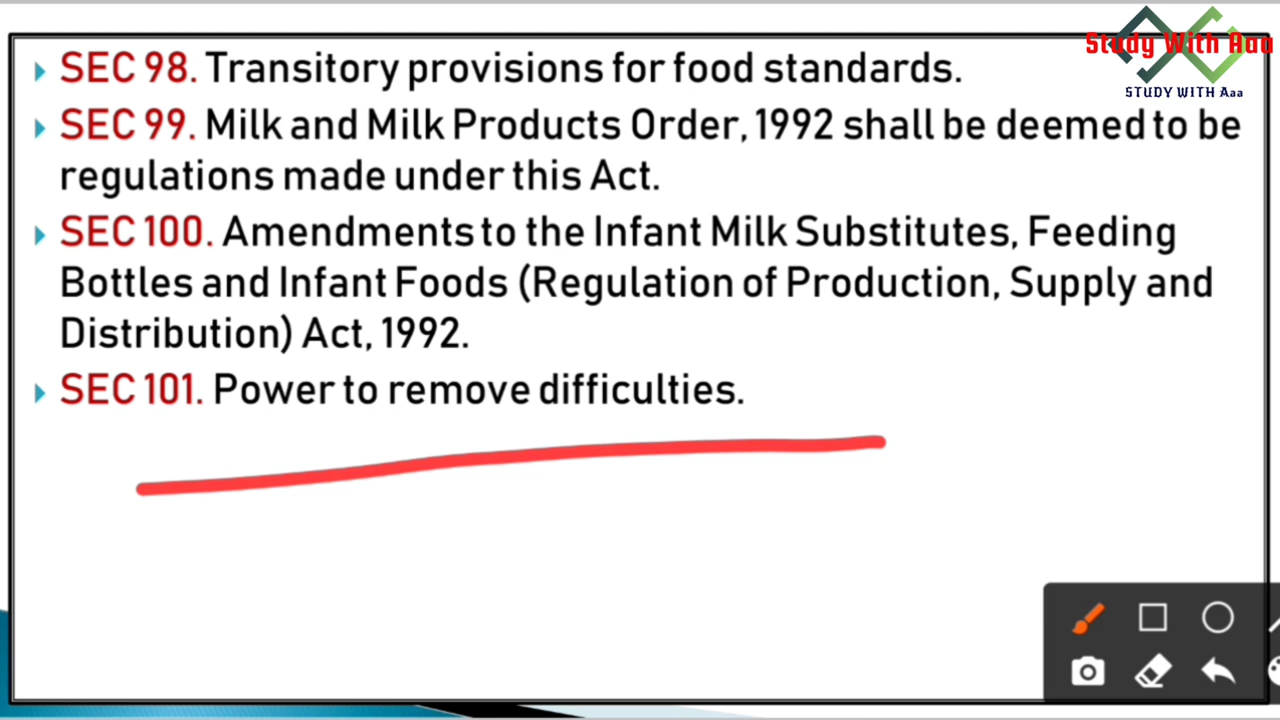 Study With Aaa
STUDY WITH Aaa
SEC 98. Transitory provisions for food standards.
SEC 99. Milk and Milk Products Order, 1992 shall be deemed to be
regulations made under this Act.
SEC 100. Amendments to the Infant Milk Substitutes, Feeding
Bottles and Infant Foods (Regulation of Production, Supply and
Distribution) Act, 1992.
SEC 101. Power to remove difficulties.